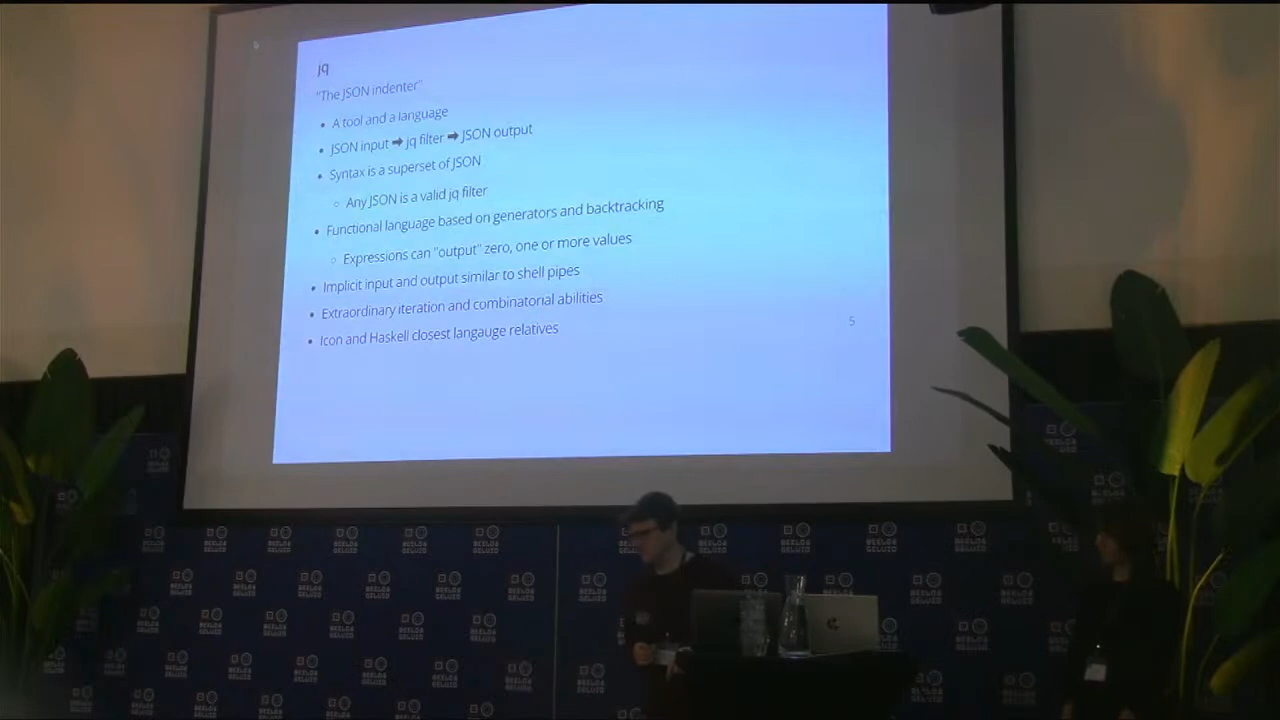 jq
"The JSON indenter"
• A tool and a language
• JSON input ➡ jq filter ➡ JSON output
• Syntax is a superset of JSON
○ Any JSON is a valid jq filter
• Functional language based on generators and backtracking
○ Expressions can "output" zero, one or more values
• Implicit input and output similar to shell pipes
• Extraordinary iteration and combinatorial abilities
• Icon and Haskell closest langauge relatives
5
BEELD&
GELUID